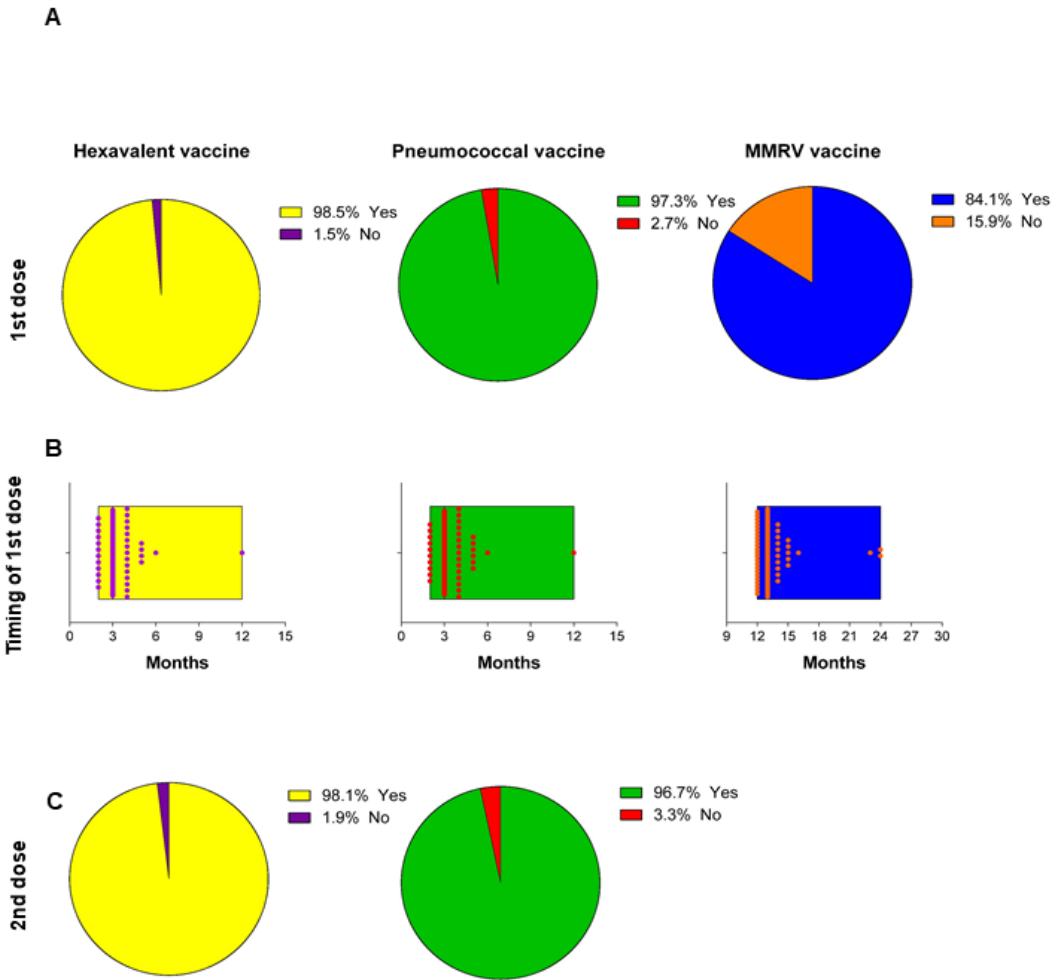 A
Hexavalent vaccine
Pneumococcal vaccine
MMRV vaccine
1st dose
98.5% Yes
1.5% No
97.3% Yes
2.7% No
84.1% Yes
15.9% No
B
Timing of 1st dose
0 3 6 9 12 15
Months
0 3 6 9 12 15
Months
9 12 15 18 21 24 27 30
Months
C
2nd dose
98.1% Yes
1.9% No
96.7% Yes
3.3% No